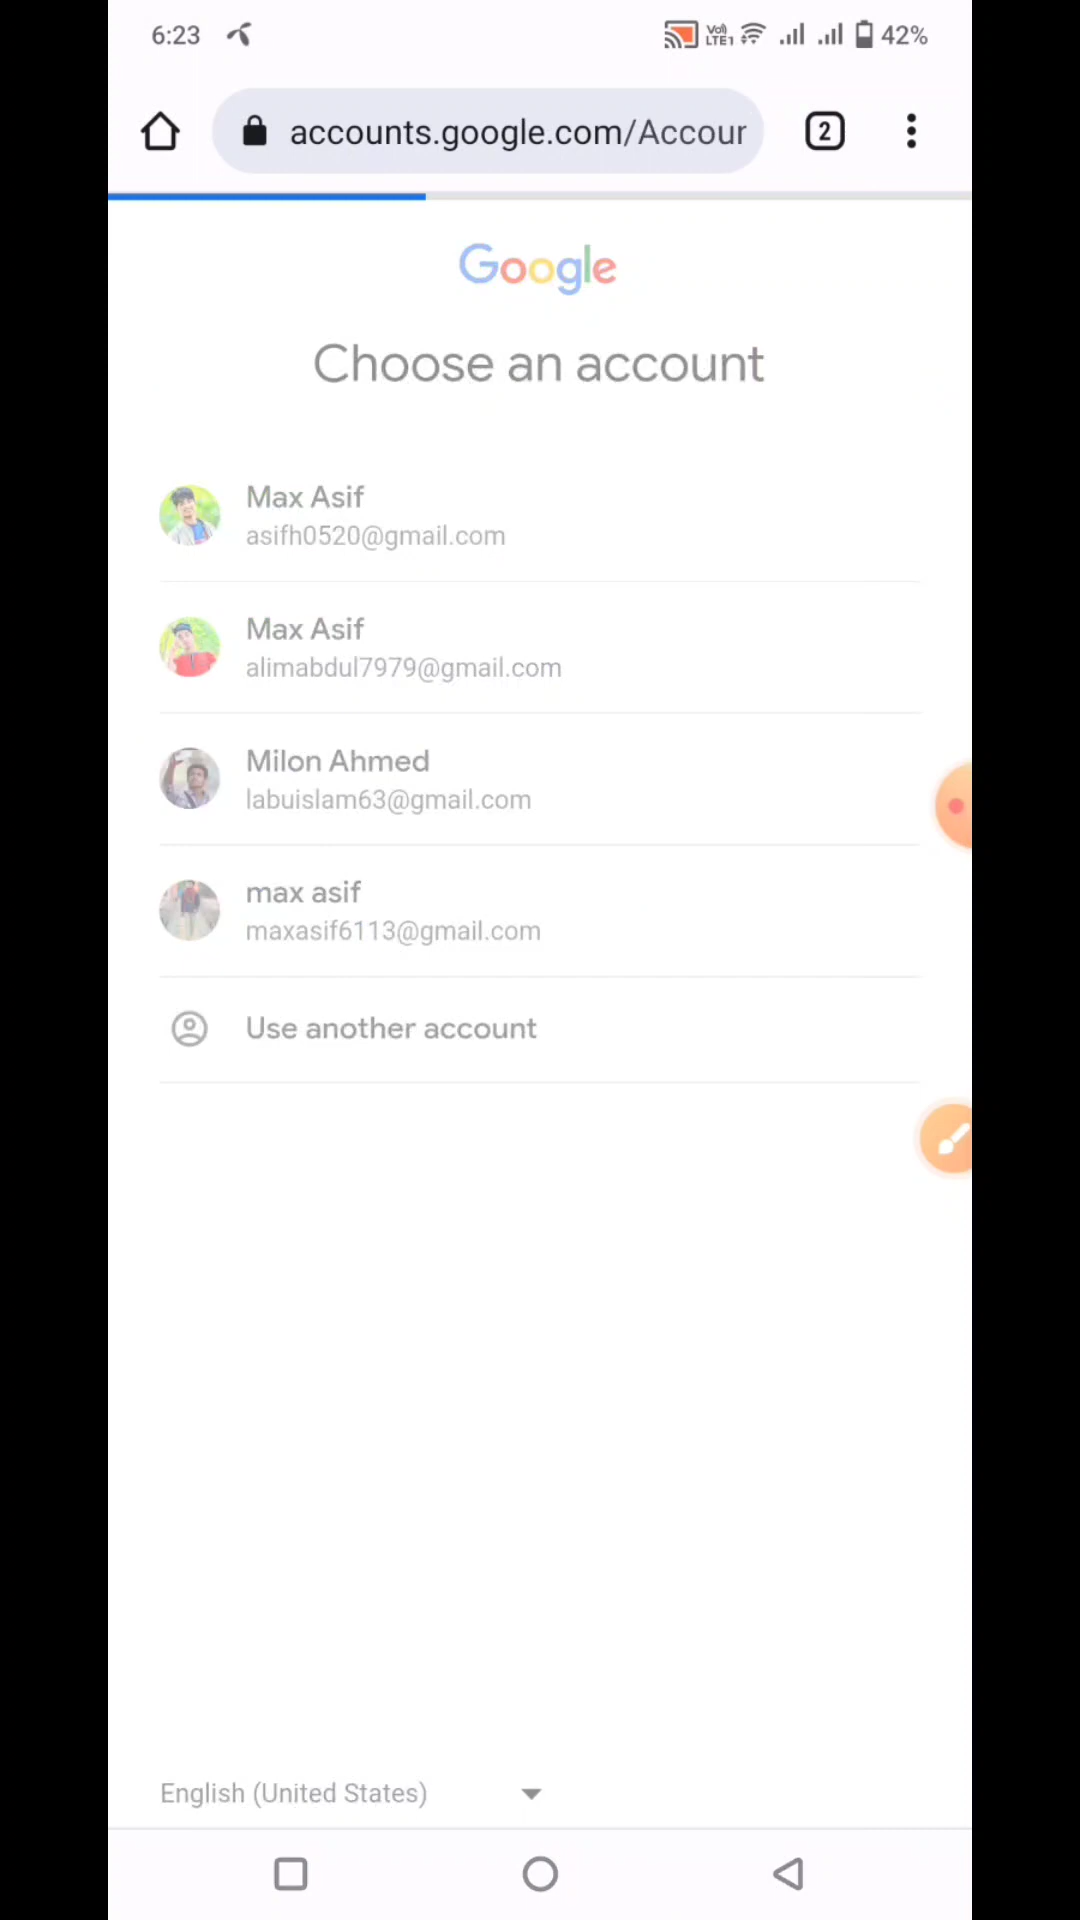 6:23 Vo) LTE1 42%
accounts.google.com/Accour 2
Google
Choose an account
Max Asif
asifh0520@gmail.com
Max Asif
alimabdul7979@gmail.com
Milon Ahmed
labuislam63@gmail.com
max asif
maxasif6113@gmail.com
Use another account
English (United States)